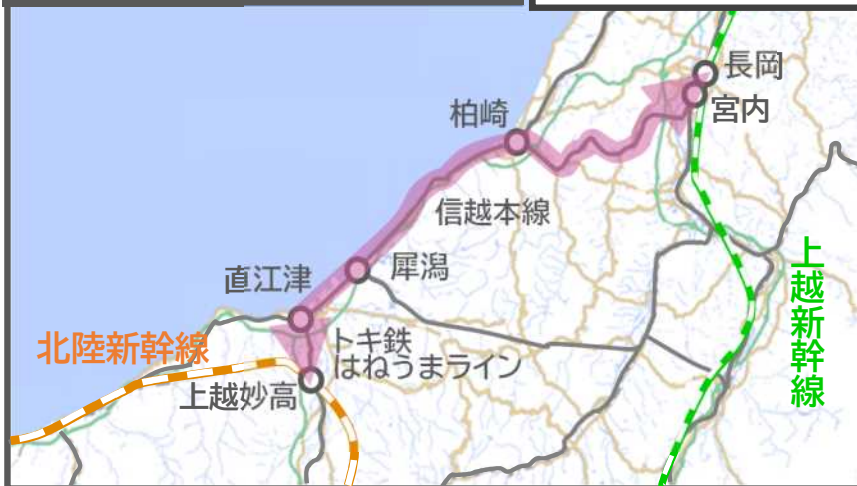 長岡
宮内
柏崎
信越本線
犀潟
直江津
トキ鉄
はねうまライン
北陸新幹線
上越妙高
上越新幹線